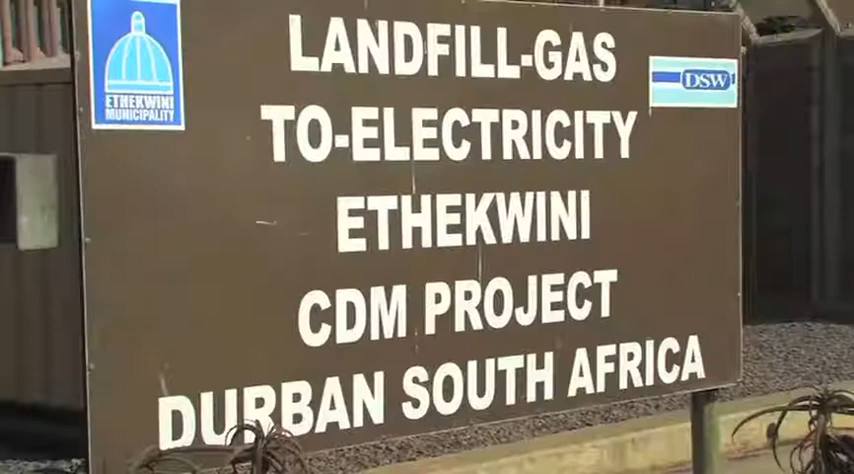 ETHEKWINI
MUNICIPALITY
DSW
LANDFILL-GAS
TO-ELECTRICITY
ETHEKWINI
CDM PROJECT
DURBAN SOUTH AFRICA